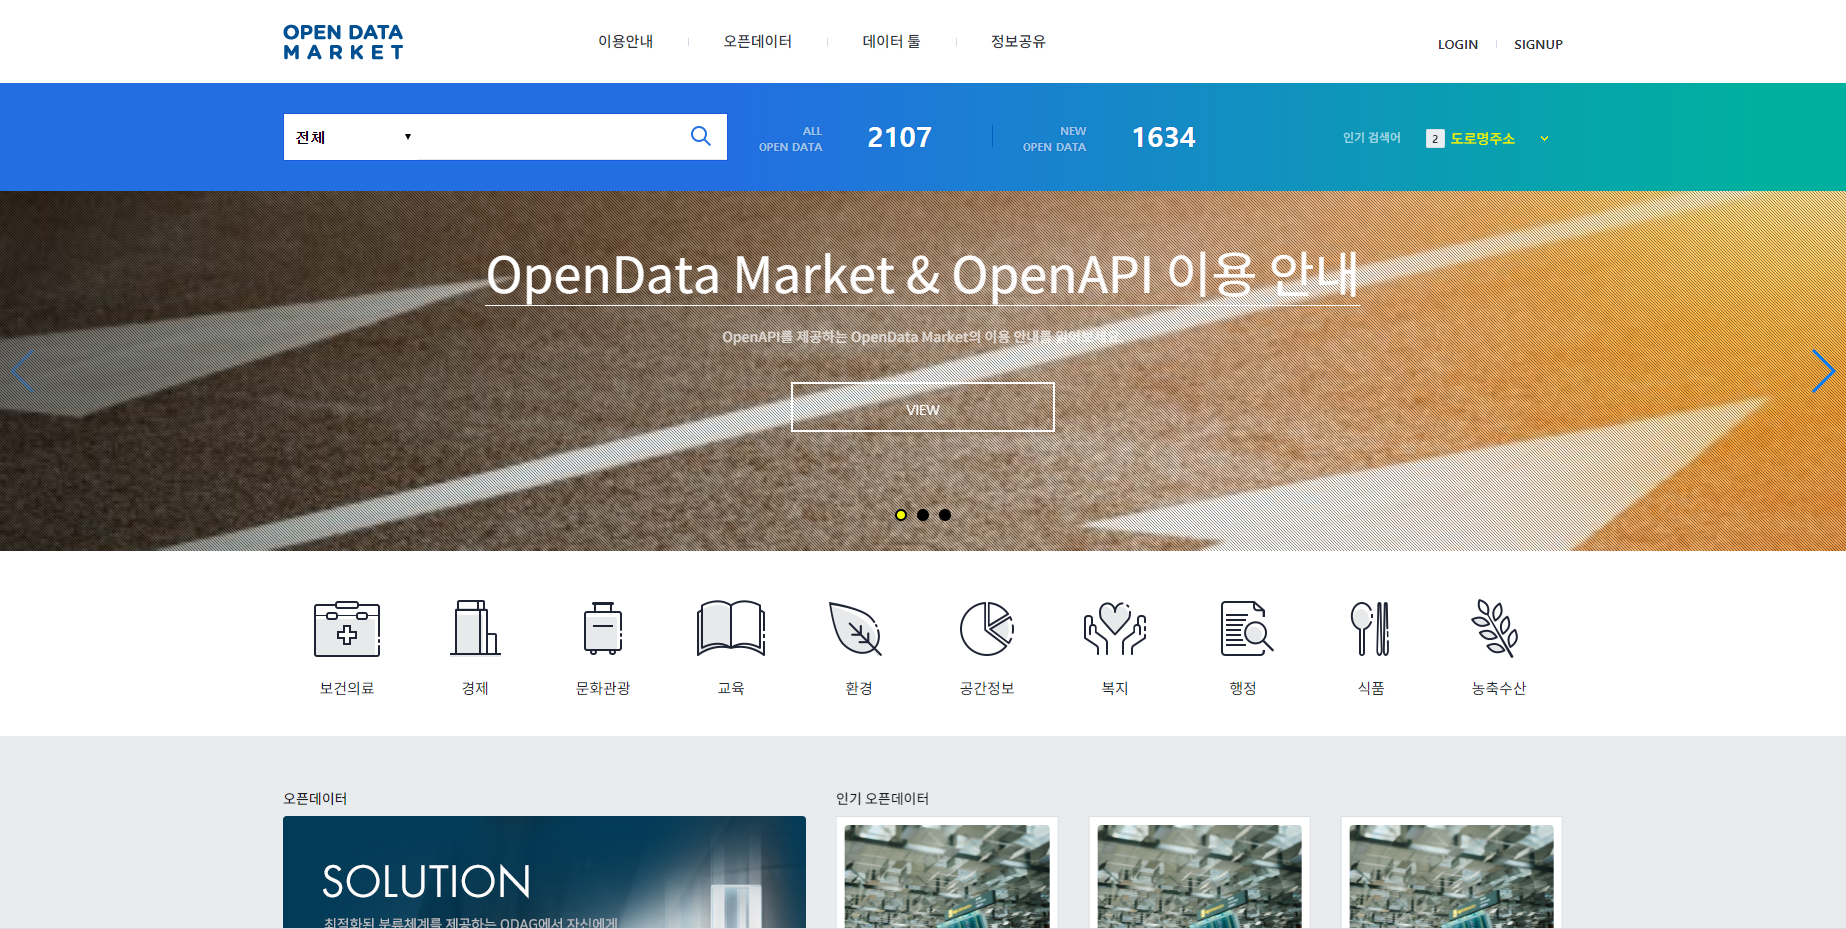 OPEN DATA
MARKET
이용안내
오픈데이터
데이터 툴
정보공유
LOGIN
SIGNUP
전체
ALL
OPEN DATA
2107
NEW
OPEN DATA
1634
인기 검색어
2 도로명주소
OpenData Market & OpenAPI 이용 안내
OpenAPI를 제공하는 OpenData Market의 이용 안내를 읽어보세요.
VIEW
보건의료
경제
문화관광
교육
환경
공간정보
복지
행정
식품
농축수산
오픈데이터
인기 오픈데이터
SOLUTION
최적화된 분류체계를 제공하는 ODAG에서 자신에게